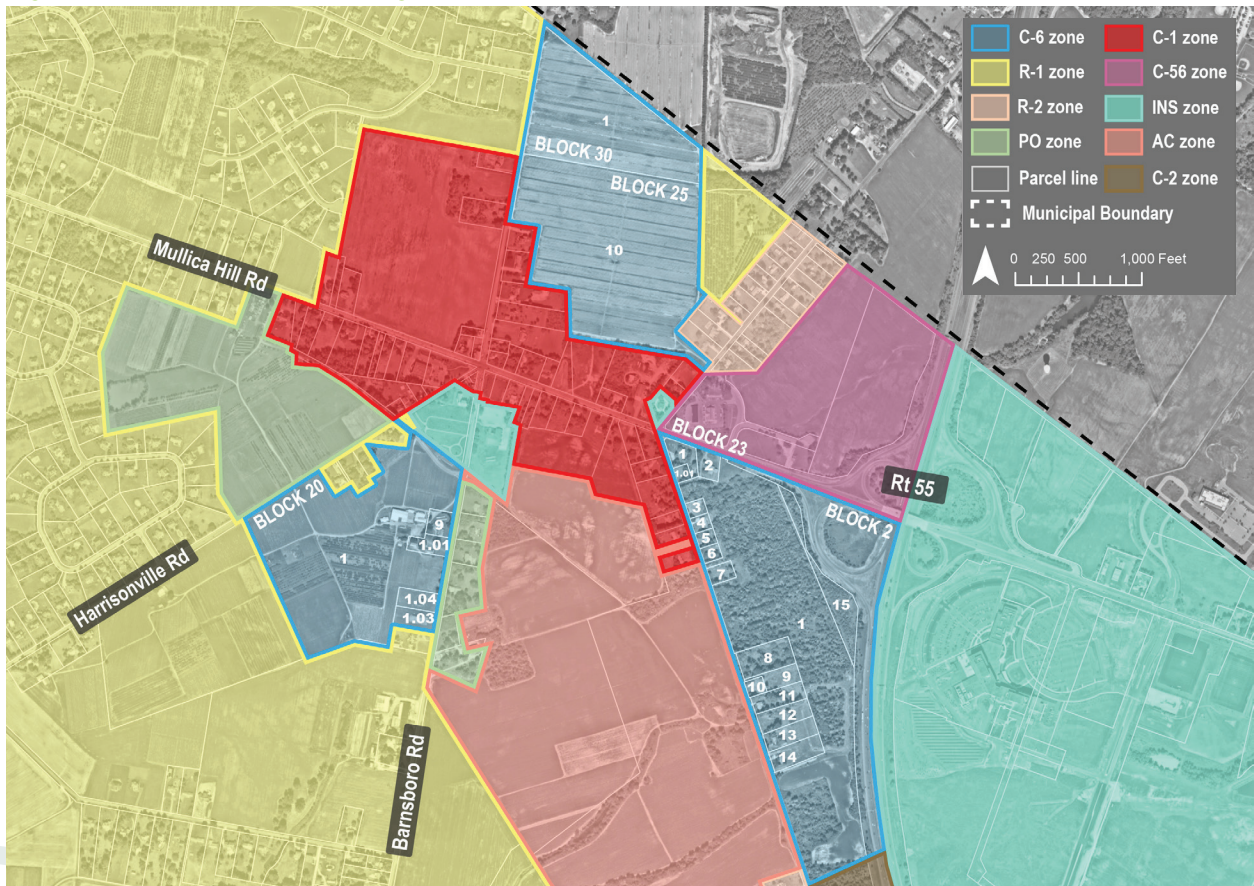 C-6 zone
C-1 zone
R-1 zone
C-56 zone
R-2 zone
INS zone
PO zone
AC zone
Parcel line
C-2 zone
Municipal Boundary
0 250 500 1,000 Feet
1
BLOCK 30
BLOCK 25
10
Mullica Hill Rd
BLOCK 23
1
2
1.01
Rt 55
BLOCK 20
BLOCK 2
3
4
5
6
7
9
1.01
1
1.04
1.03
Harrisonville Rd
15
1
8
9
10
11
12
13
14
Barnsboro Rd